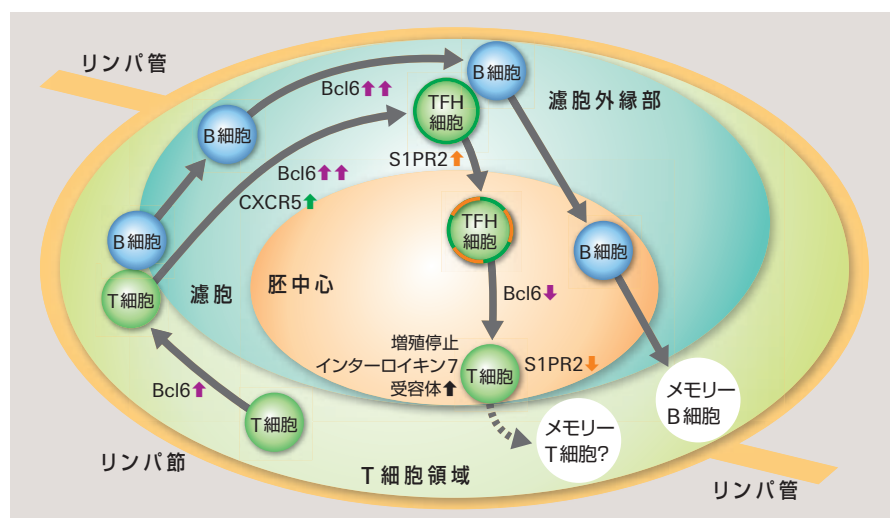 リンパ管
B細胞
Bcl6⬆⬆
TFH
細胞
濾胞外縁部
B細胞
Bcl6⬆⬆
S1PR2⬆
CXCR5⬆
B細胞
TFH
細胞
B細胞
T細胞
濾胞
胚中心
Bcl6⬇
増殖停止
インターロイキン7
受容体⬆
T細胞
S1PR2⬇
Bcl6⬆
T細胞
メモリー
B細胞
メモリー
T細胞?
リンパ節
T細胞領域
リンパ管